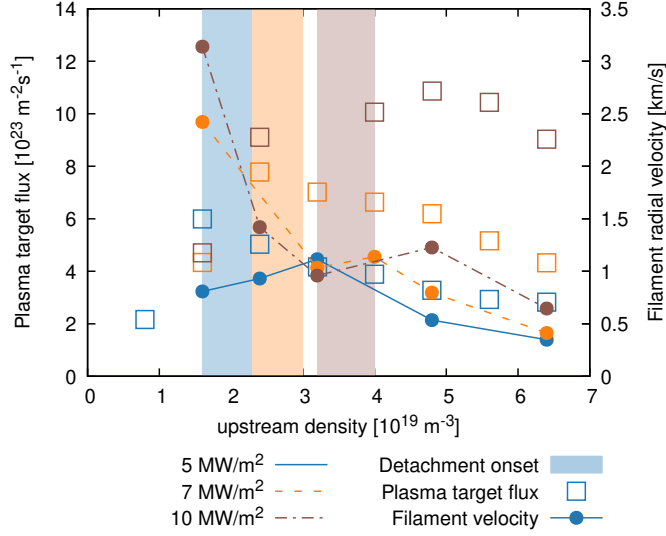 14
12
10
8
6
4
2
0
Plasma target flux [10²³ m⁻²s⁻¹]
3.5
3
2.5
2
1.5
1
0.5
0
Filament radial velocity [km/s]
0 1 2 3 4 5 6 7
upstream density [10¹⁹ m⁻³]
5 MW/m²
7 MW/m²
10 MW/m²
Detachment onset
Plasma target flux
Filament velocity